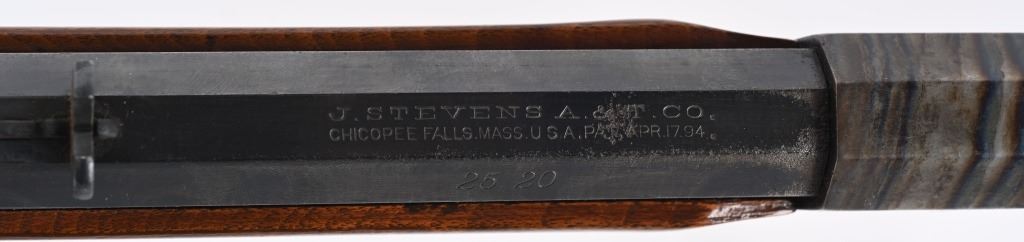 J. STEVENS A. & T. CO.
CHICOPEE FALLS. MASS. U S A. PAT. APR. 17. 94.
25 20